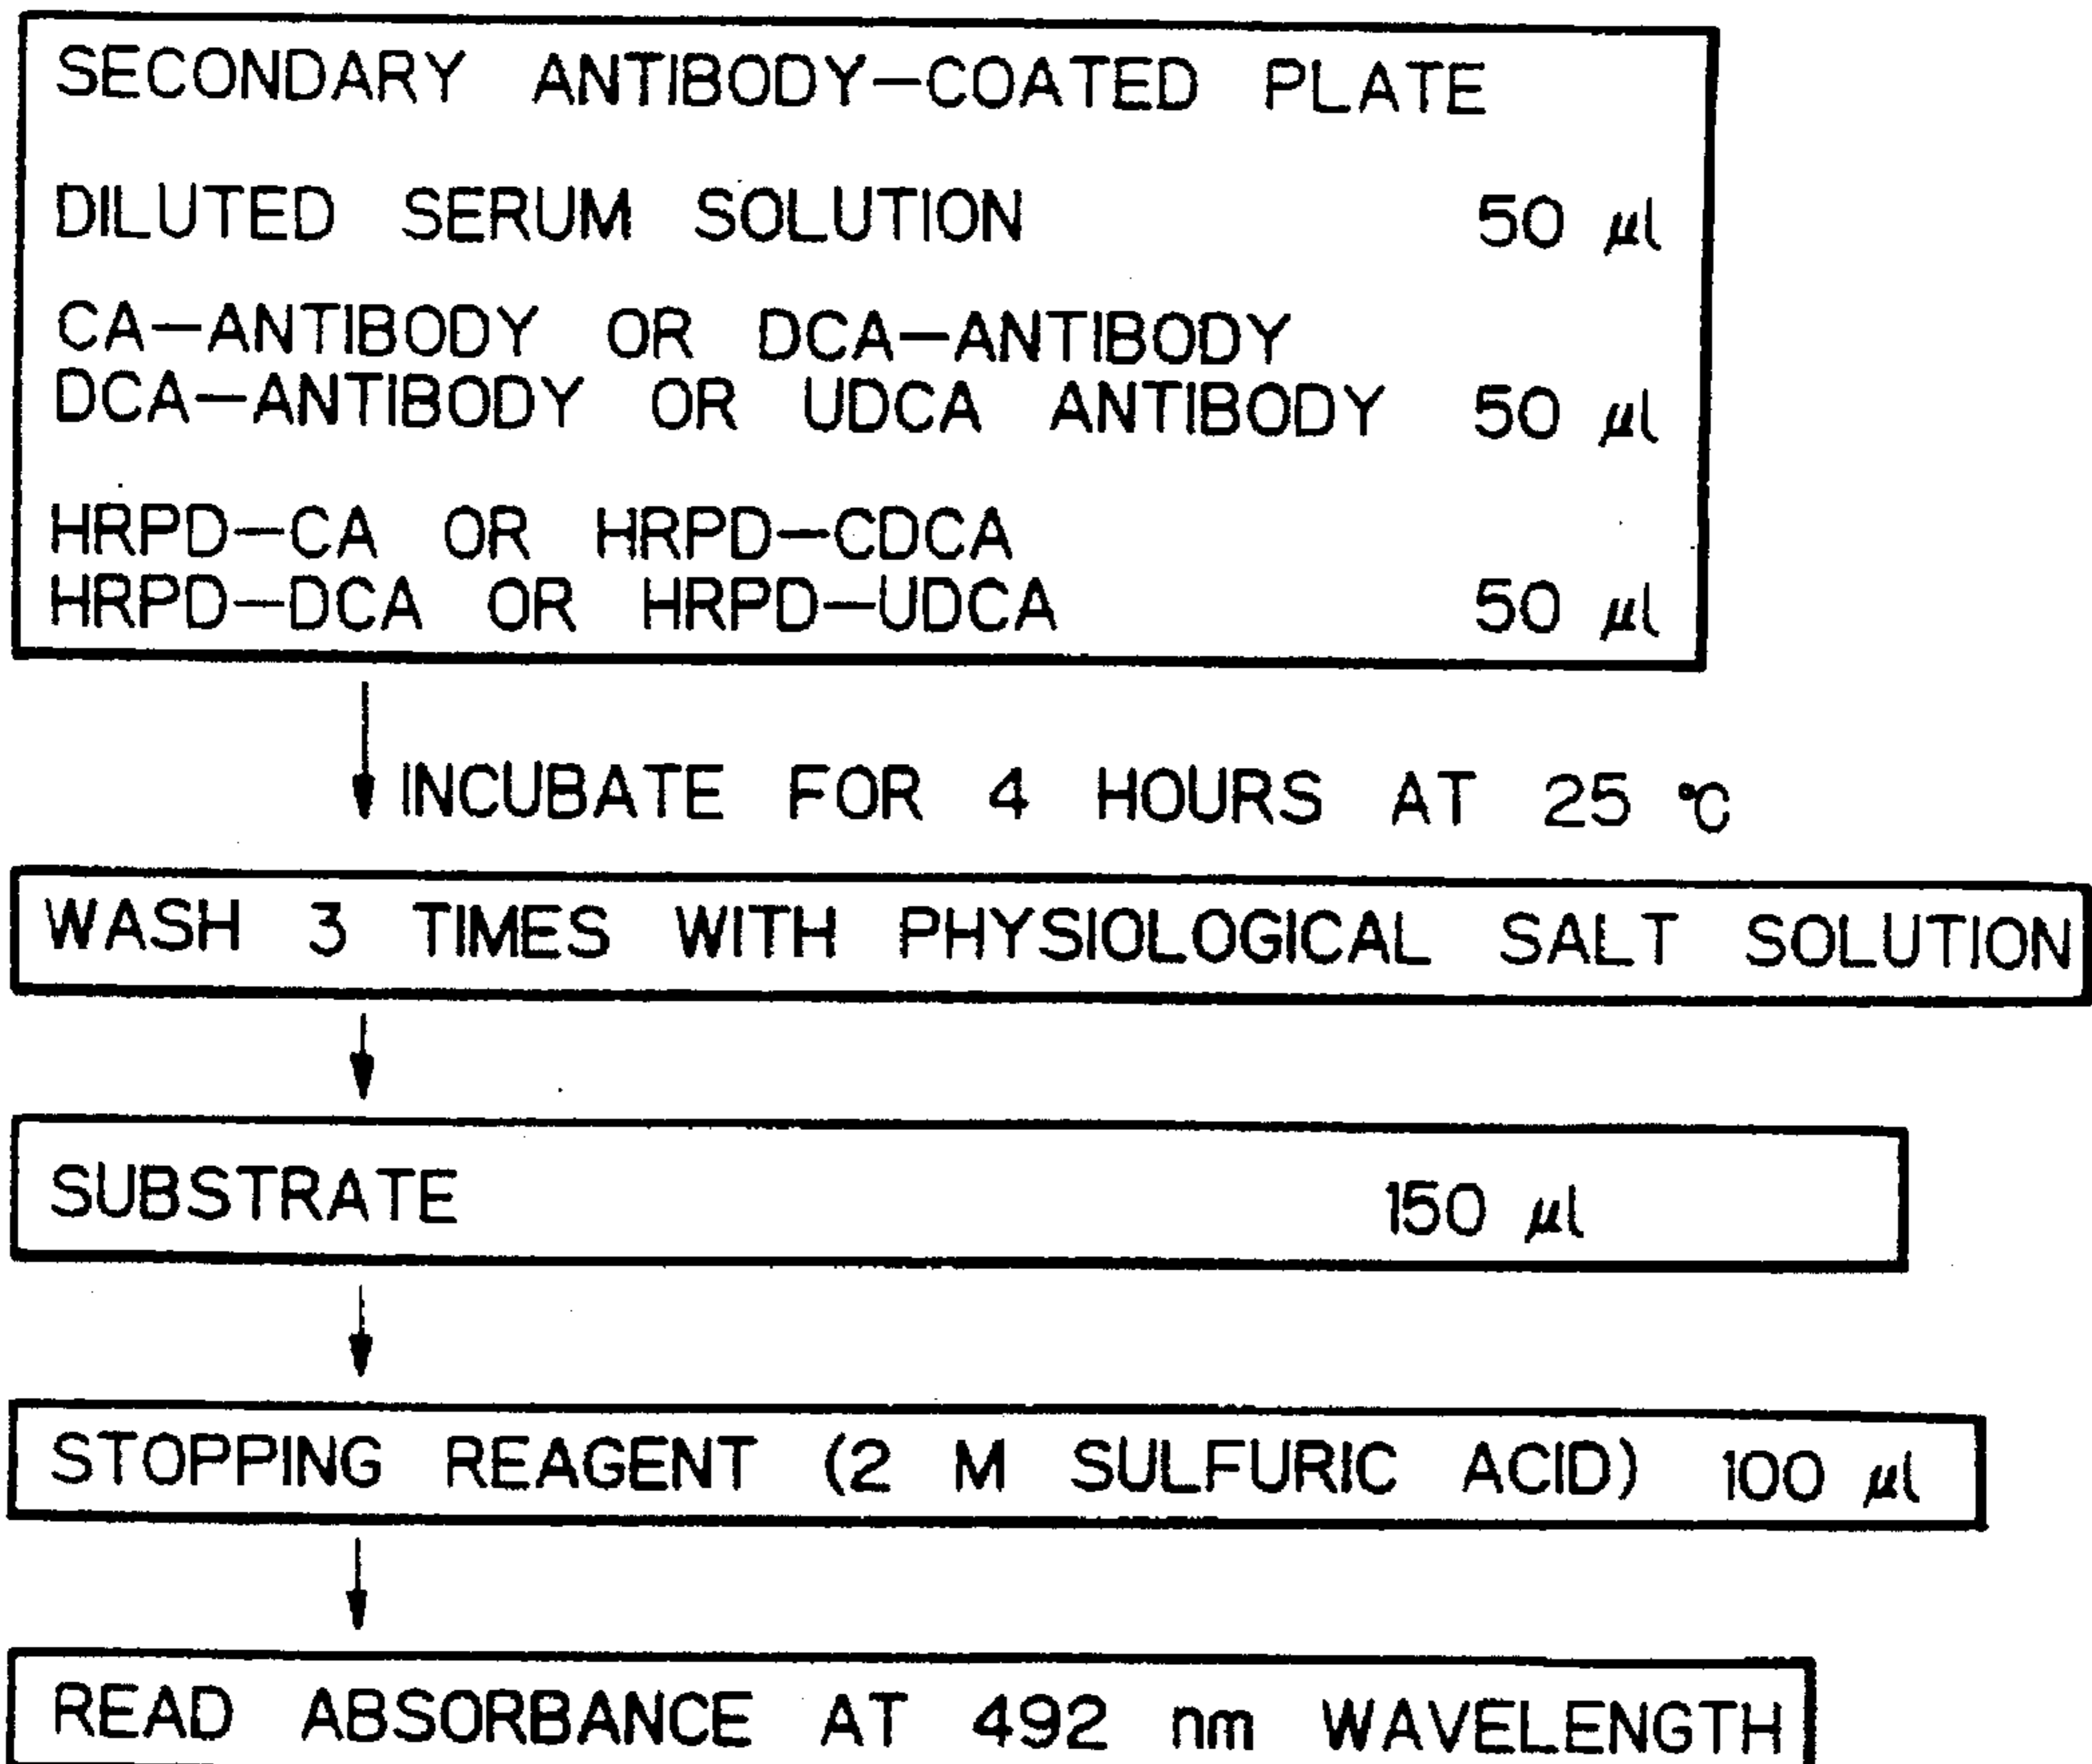 SECONDARY ANTIBODY-COATED PLATE
DILUTED SERUM SOLUTION 50 μl
CA-ANTIBODY OR DCA-ANTIBODY
DCA-ANTIBODY OR UDCA ANTIBODY 50 μl
HRPD-CA OR HRPD-CDCA
HRPD-DCA OR HRPD-UDCA 50 μl
INCUBATE FOR 4 HOURS AT 25 °C
WASH 3 TIMES WITH PHYSIOLOGICAL SALT SOLUTION
SUBSTRATE 150 μl
STOPPING REAGENT (2 M SULFURIC ACID) 100 μl
READ ABSORBANCE AT 492 nm WAVELENGTH